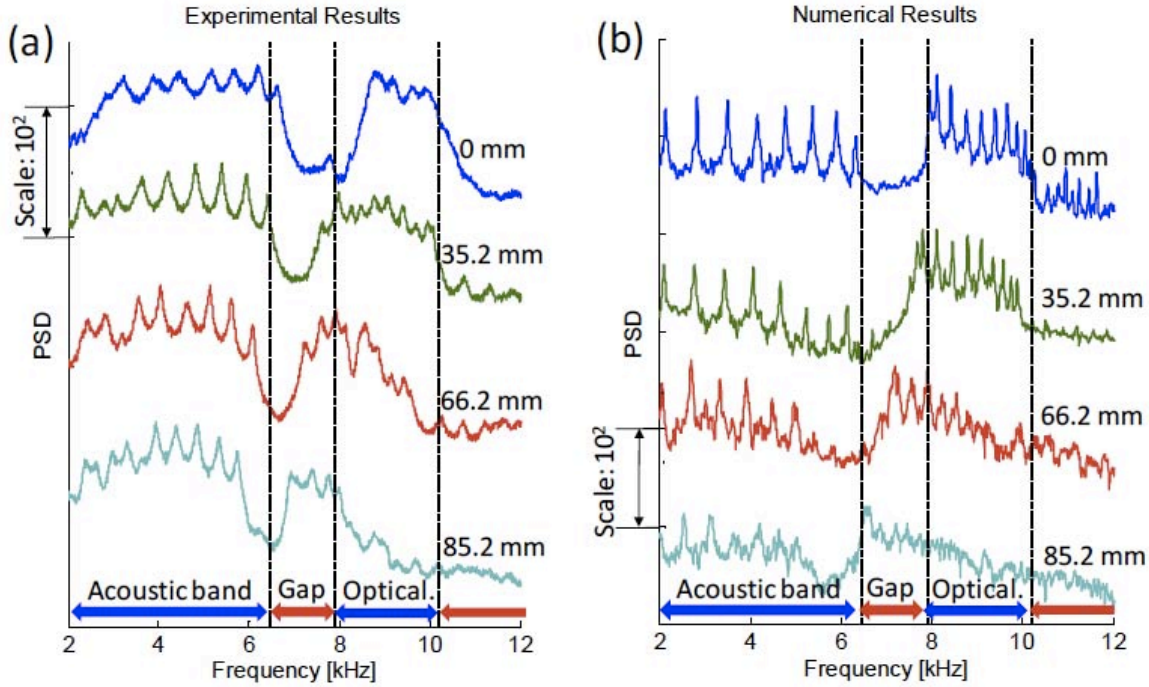 Experimental Results
(a)
Scale: 10²
PSD
0 mm
35.2 mm
66.2 mm
85.2 mm
Acoustic band
Gap
Optical.
2 4 6 8 10 12
Frequency [kHz]
Numerical Results
(b)
PSD
Scale: 10²
0 mm
35.2 mm
66.2 mm
85.2 mm
Acoustic band
Gap
Optical.
2 4 6 8 10 12
Frequency [kHz]